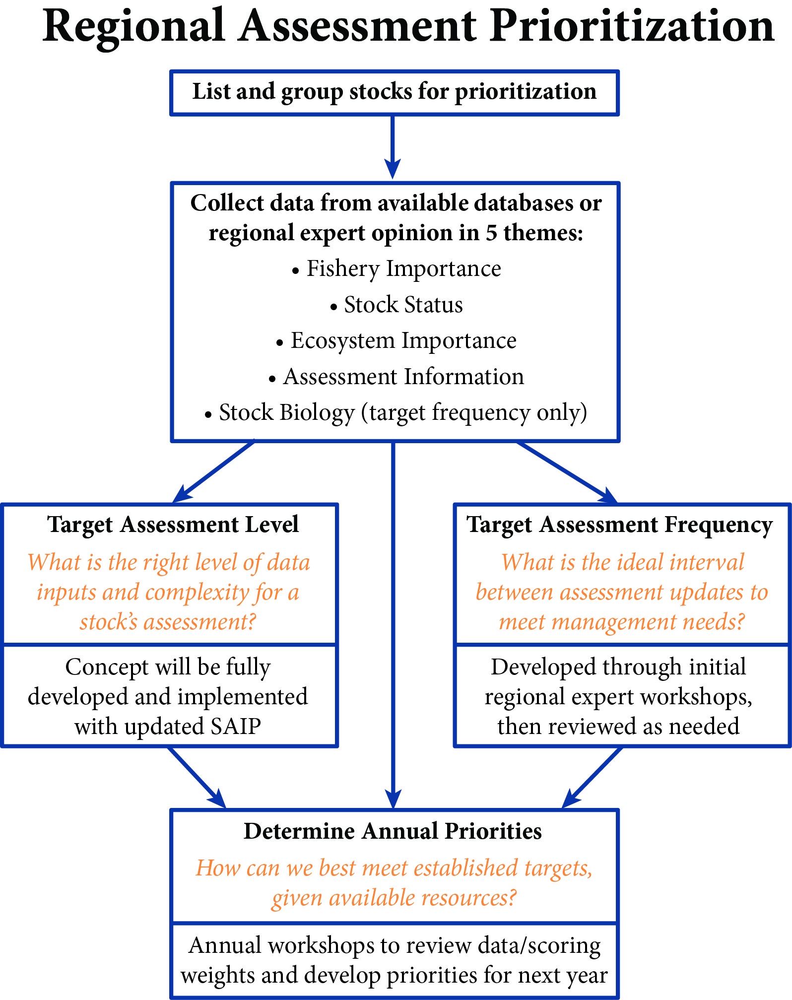 Regional Assessment Prioritization
List and group stocks for prioritization
Collect data from available databases or
regional expert opinion in 5 themes:
• Fishery Importance
• Stock Status
• Ecosystem Importance
• Assessment Information
• Stock Biology (target frequency only)
Target Assessment Level
What is the right level of data
inputs and complexity for a
stock’s assessment?
Concept will be fully
developed and implemented
with updated SAIP
Target Assessment Frequency
What is the ideal interval
between assessment updates to
meet management needs?
Developed through initial
regional expert workshops,
then reviewed as needed
Determine Annual Priorities
How can we best meet established targets,
given available resources?
Annual workshops to review data/scoring
weights and develop priorities for next year